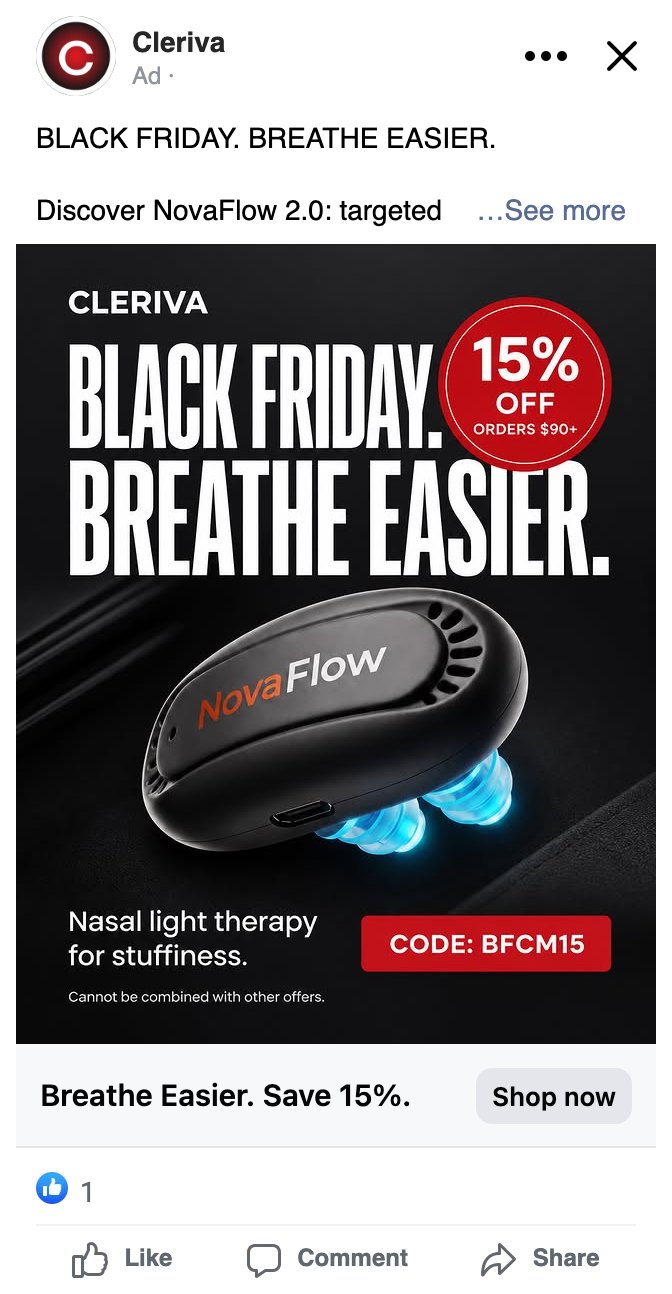 C
Cleriva
Ad ·
BLACK FRIDAY. BREATHE EASIER.
Discover NovaFlow 2.0: targeted ...See more
CLERIVA
BLACK FRIDAY.
BREATHE EASIER.
15%
OFF
ORDERS $90+
NovaFlow
Nasal light therapy
for stuffiness.
CODE: BFCM15
Cannot be combined with other offers.
Breathe Easier. Save 15%.
Shop now
1
Like
Comment
Share